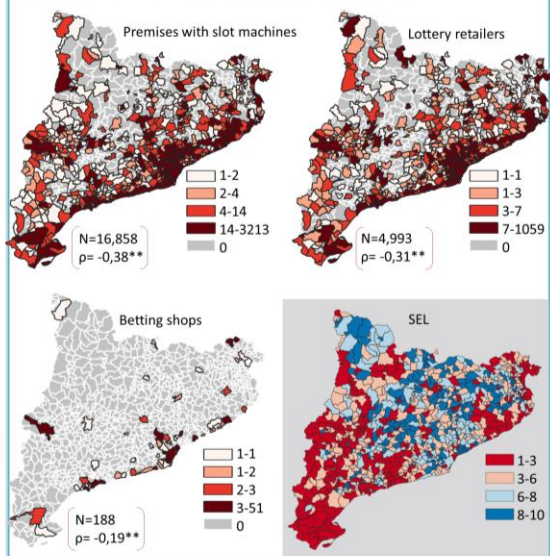 Premises with slot machines
1-2
2-4
4-14
14-3213
0
N=16,858
ρ= -0,38**
Lottery retailers
1-1
1-3
3-7
7-1059
0
N=4,993
ρ= -0,31**
Betting shops
1-1
1-2
2-3
3-51
0
N=188
ρ= -0,19**
SEL
1-3
3-6
6-8
8-10